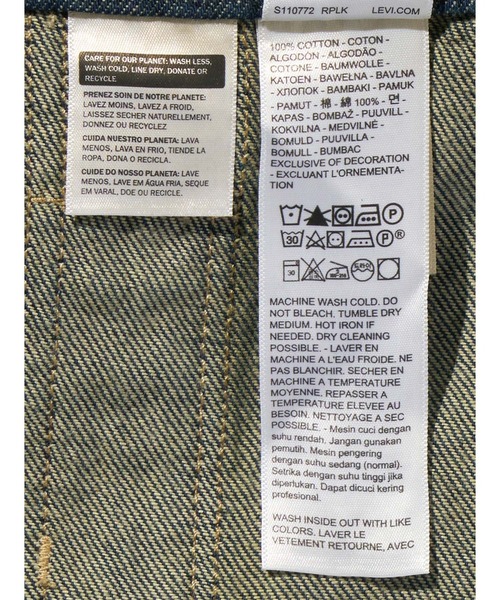 S110772 RPLK LEVI.COM
CARE FOR OUR PLANET: WASH LESS,
WASH COLD, LINE DRY, DONATE OR
RECYCLE
PRENEZ SOIN DE NOTRE PLANETE:
LAVEZ MOINS, LAVEZ A FROID,
LAISSEZ SECHER NATURELLEMENT,
DONNEZ OU RECYCLEZ
CUIDA NUESTRO PLANETA: LAVA
MENOS, LAVA EN FRIO, TIENDE LA
ROPA, DONA O RECICLA.
CUIDE DO NOSSO PLANETA: LAVE
MENOS, LAVE EM ÁGUA FRIA, SEQUE
EM VARAL, DOE OU RECICLE.
100% COTTON - COTON -
ALGODÓN - ALGODÃO -
COTONE - BAUMWOLLE -
KATOEN - BAWEŁNA - BAVLNA
- ХЛОПОК - BAMBAKI - PAMUK
- PAMUT - 棉 - 綿 100% - 면 -
KAPAS - BOMBAŽ - PUUVILL -
KOKVILNA - MEDVILNĖ -
BOMULD - PUUVILLA -
BOMULL - BUMBAC
EXCLUSIVE OF DECORATION
- EXCLUANT L'ORNEMENTA-
TION
P
30 P®
30
MACHINE WASH COLD. DO
NOT BLEACH. TUMBLE DRY
MEDIUM. HOT IRON IF
NEEDED. DRY CLEANING
POSSIBLE. - LAVER EN
MACHINE A L'EAU FROIDE. NE
PAS BLANCHIR. SECHER EN
MACHINE A TEMPERATURE
MOYENNE. REPASSER A
TEMPERATURE ELEVEE AU
BESOIN. NETTOYAGE A SEC
POSSIBLE. - Mesin cuci dengan
suhu rendah. Jangan gunakan
pemutih. Mesin pengering
dengan suhu sedang (normal).
Setrika dengan suhu tinggi jika
diperlukan. Dapat dicuci kering
profesional.
WASH INSIDE OUT WITH LIKE
COLORS. LAVER LE
VETEMENT RETOURNE, AVEC